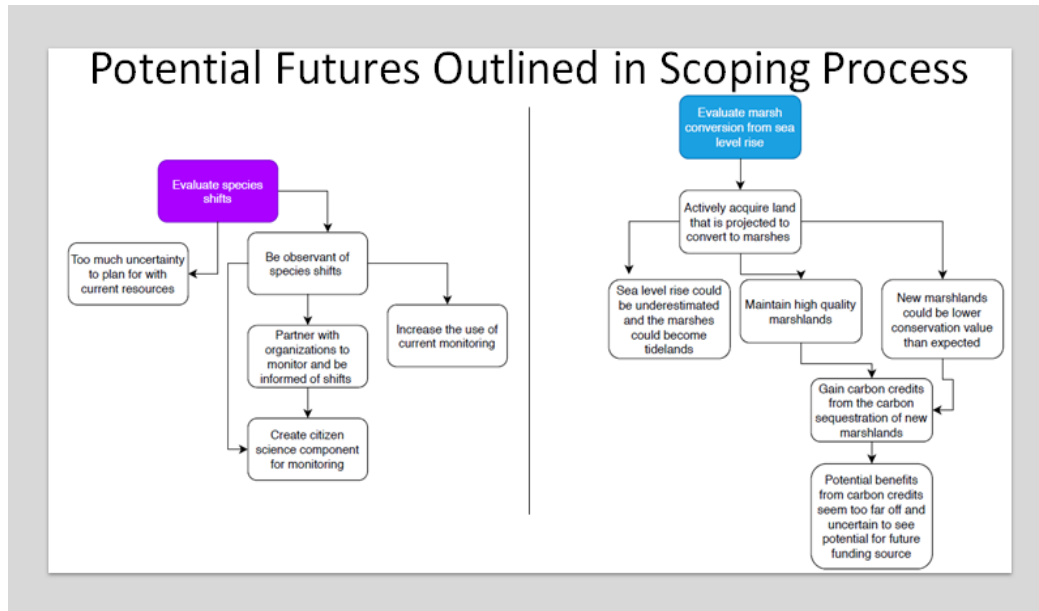 Potential Futures Outlined in Scoping Process
Evaluate species
shifts
Too much uncertainty
to plan for with
current resources
Be observant of
species shifts
Partner with
organizations to
monitor and be
informed of shifts
Increase the use of
current monitoring
Create citizen
science component
for monitoring
Evaluate marsh
conversion from sea
level rise
Actively acquire land
that is projected to
convert to marshes
Sea level rise could
be underestimated
and the marshes
could become
tidelands
Maintain high quality
marshlands
New marshlands
could be lower
conservation value
than expected
Gain carbon credits
from the carbon
sequestration of new
marshlands
Potential benefits
from carbon credits
seem too far off and
uncertain to see
potential for future
funding source